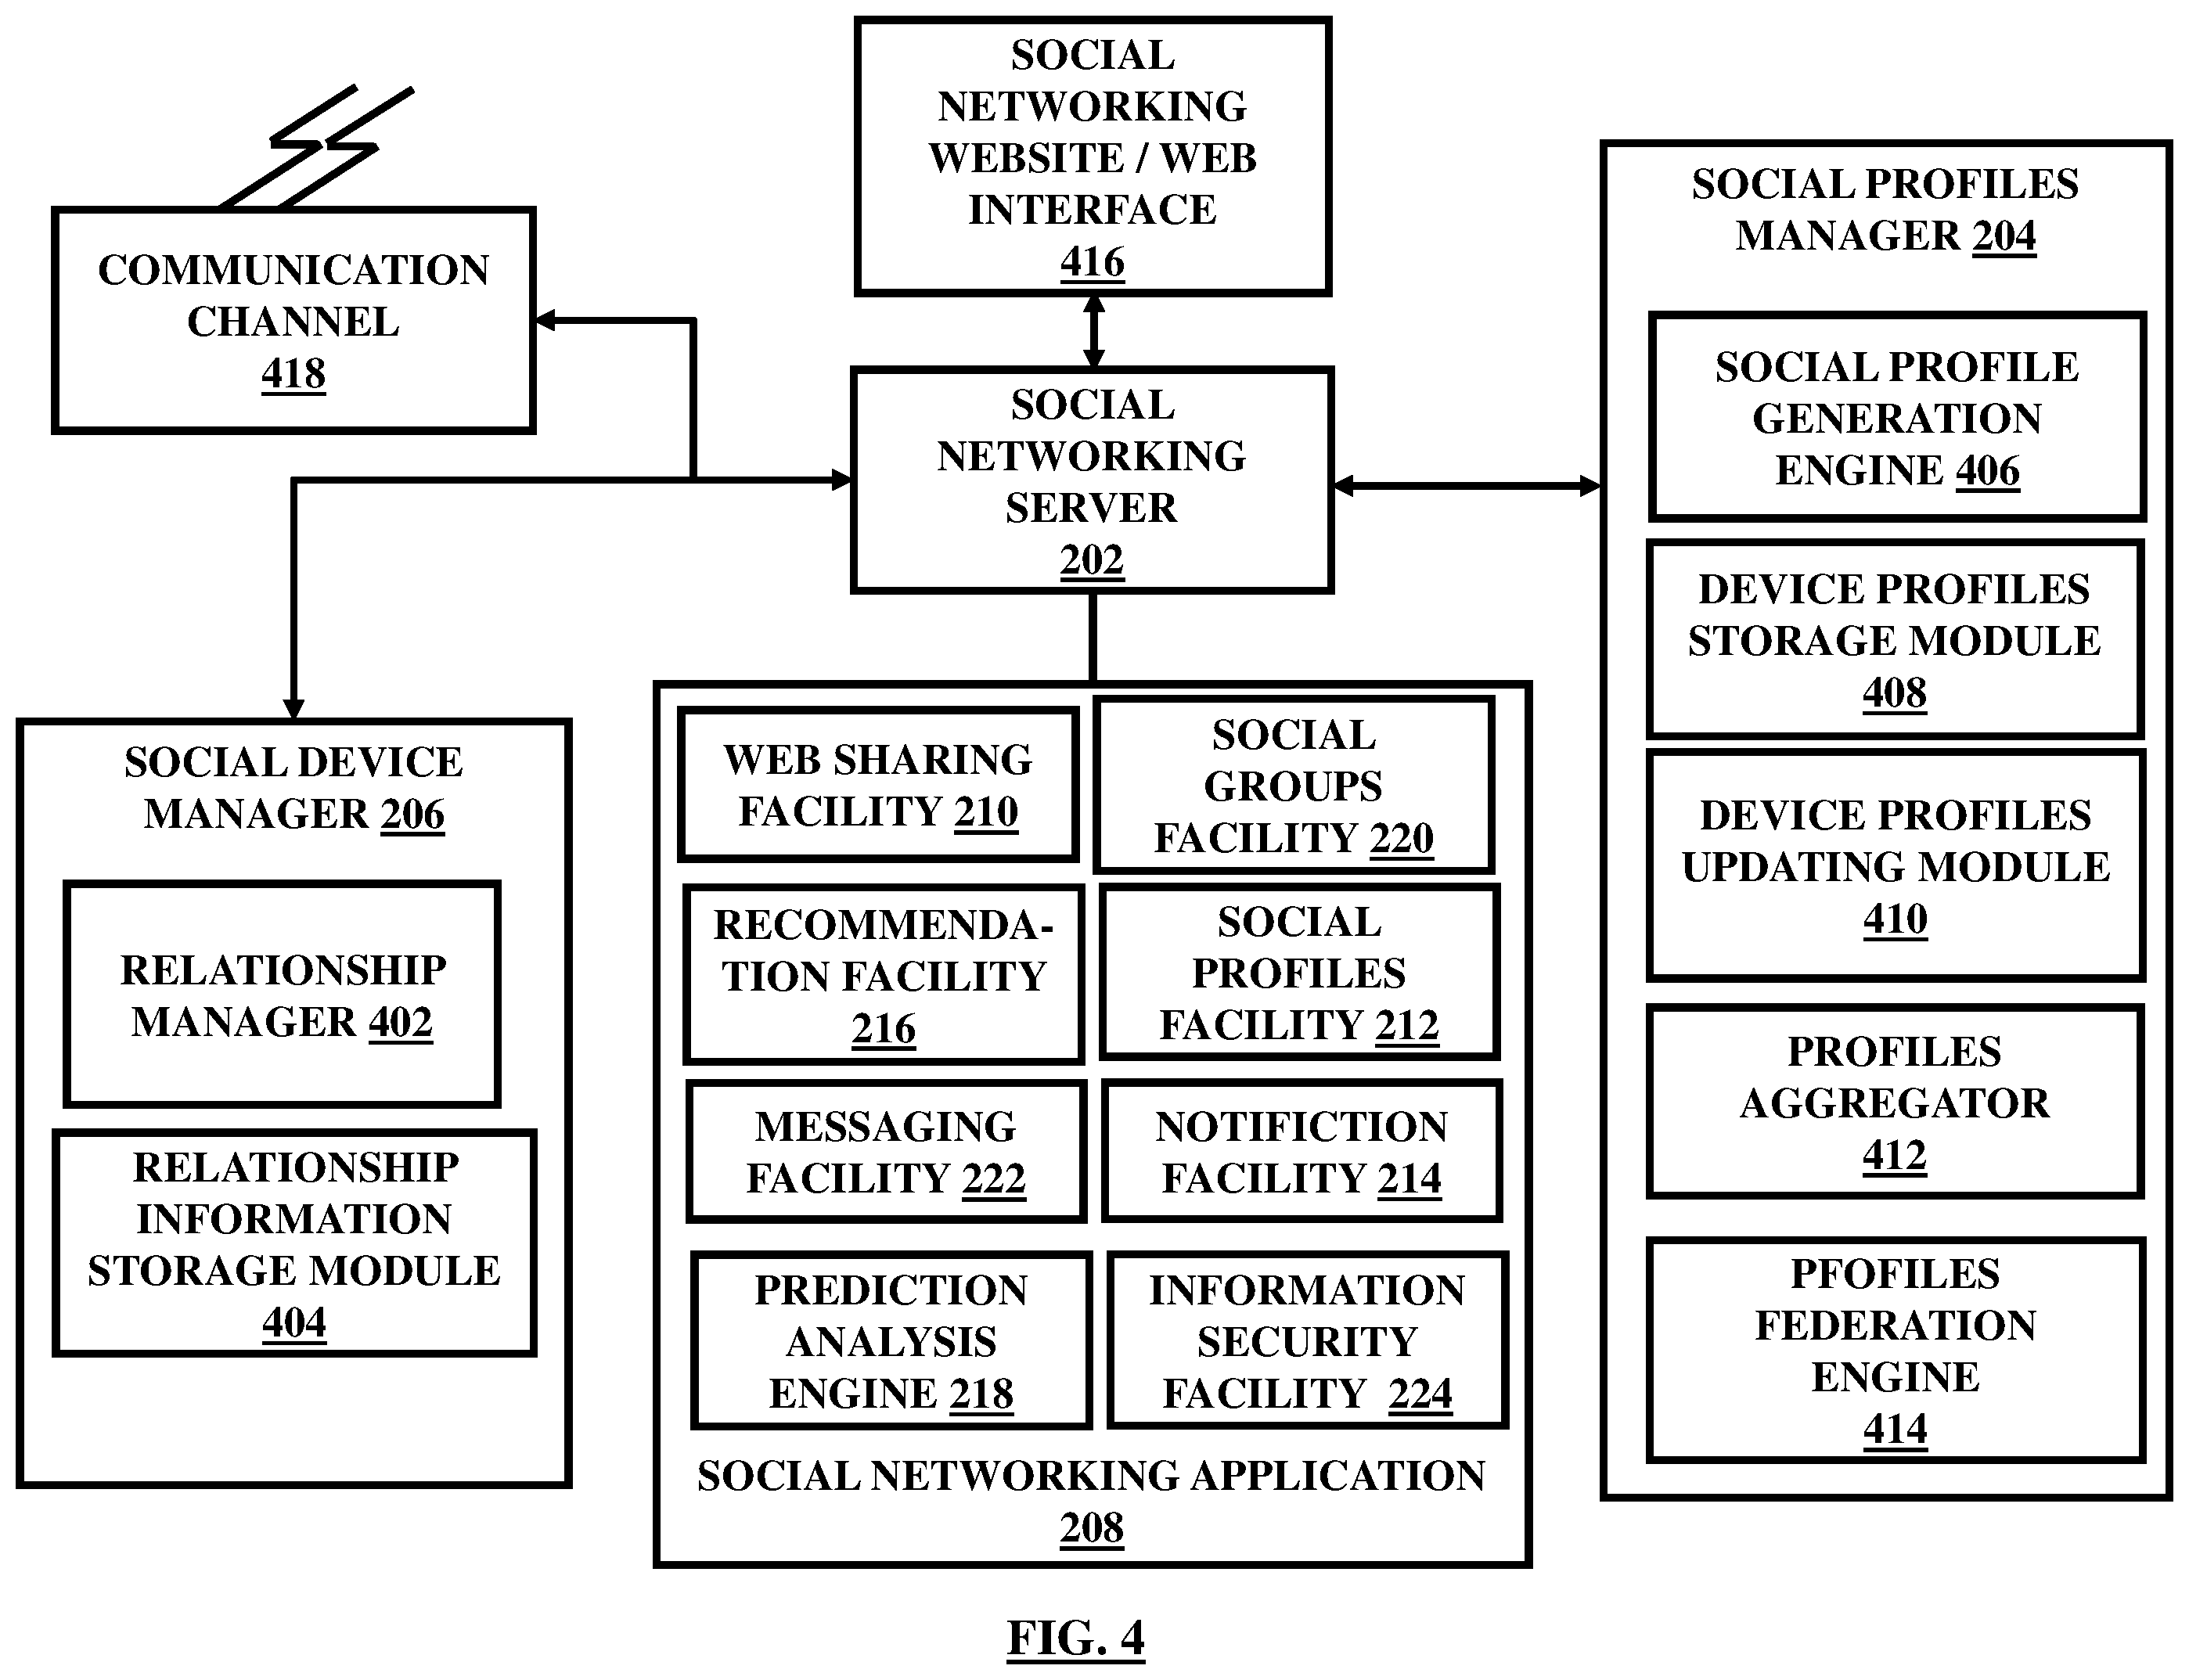 SOCIAL
NETWORKING
WEBSITE / WEB
INTERFACE
416
COMMUNICATION
CHANNEL
418
SOCIAL
NETWORKING
SERVER
202
SOCIAL DEVICE
MANAGER 206
RELATIONSHIP
MANAGER 402
RELATIONSHIP
INFORMATION
STORAGE MODULE
404
WEB SHARING
FACILITY 210
SOCIAL
GROUPS
FACILITY 220
RECOMMENDA-
TION FACILITY
216
SOCIAL
PROFILES
FACILITY 212
MESSAGING
FACILITY 222
NOTIFICTION
FACILITY 214
PREDICTION
ANALYSIS
ENGINE 218
INFORMATION
SECURITY
FACILITY 224
SOCIAL NETWORKING APPLICATION
208
SOCIAL PROFILES
MANAGER 204
SOCIAL PROFILE
GENERATION
ENGINE 406
DEVICE PROFILES
STORAGE MODULE
408
DEVICE PROFILES
UPDATING MODULE
410
PROFILES
AGGREGATOR
412
PFOFILES
FEDERATION
ENGINE
414
FIG. 4